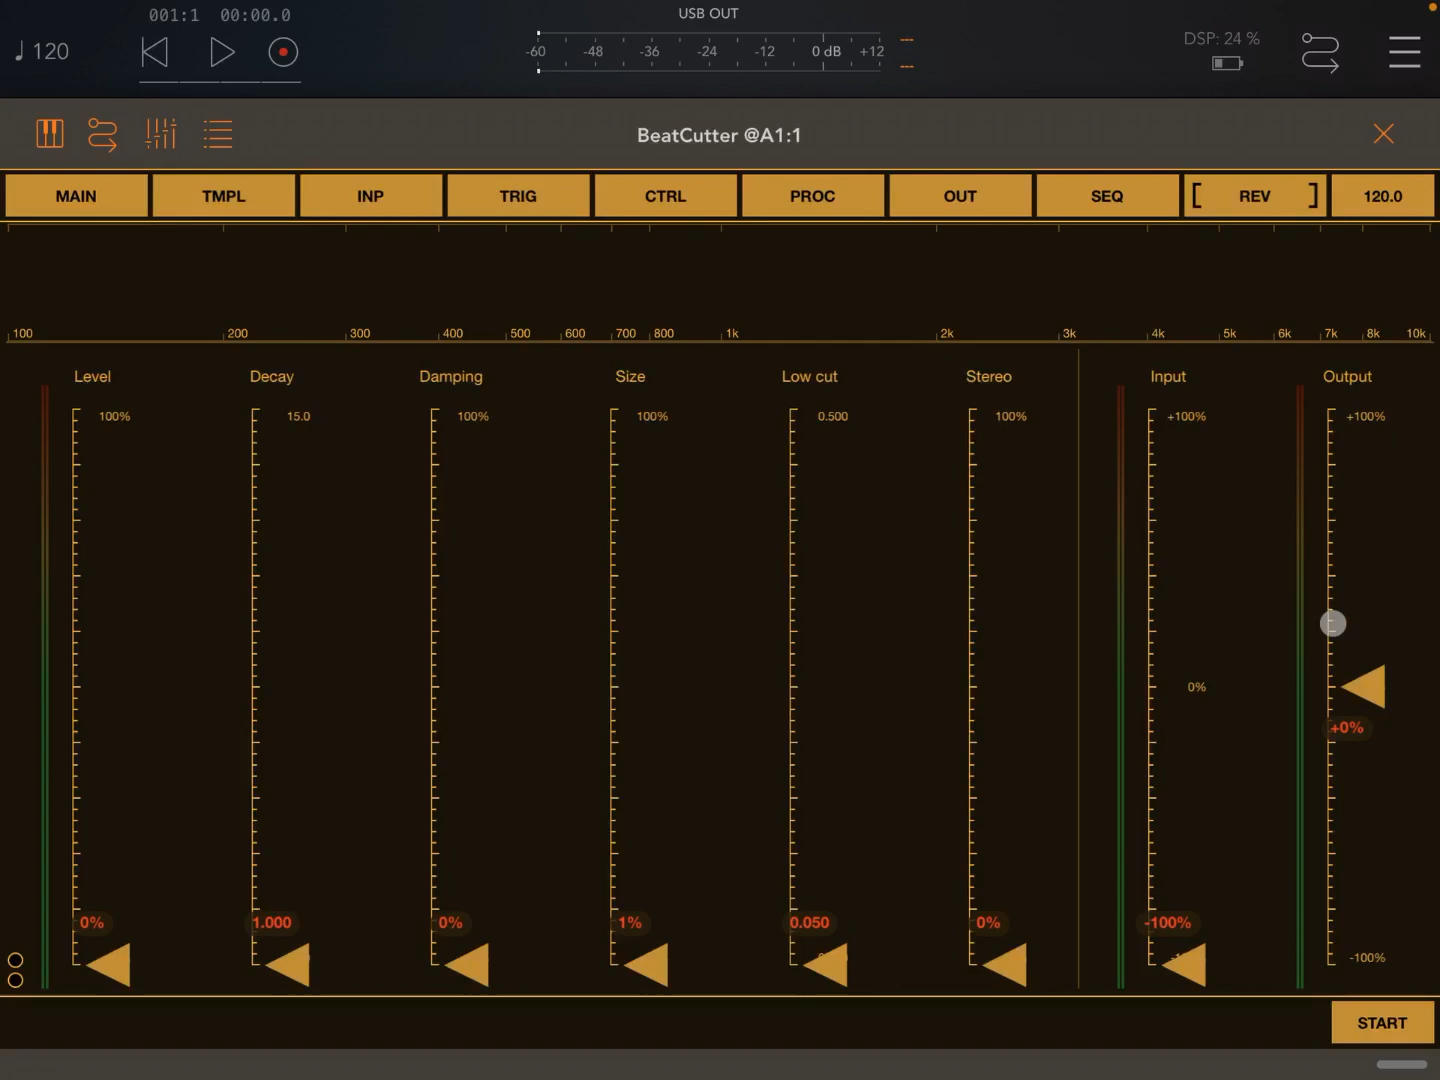 001:1 00:00.0
USB OUT
♩ 120
-60 -48 -36 -24 -12 0 dB +12
---
---
DSP: 24 %
BeatCutter @A1:1
MAIN TMPL INP TRIG CTRL PROC OUT SEQ [ REV ] 120.0
100 200 300 400 500 600 700 800 1k 2k 3k 4k 5k 6k 7k 8k 10k
Level Decay Damping Size Low cut Stereo Input Output
100% 15.0 100% 100% 0.500 100% +100% +100%
0%
+0%
0% 1.000 0% 1% 0.050 0% -100%
-100%
START